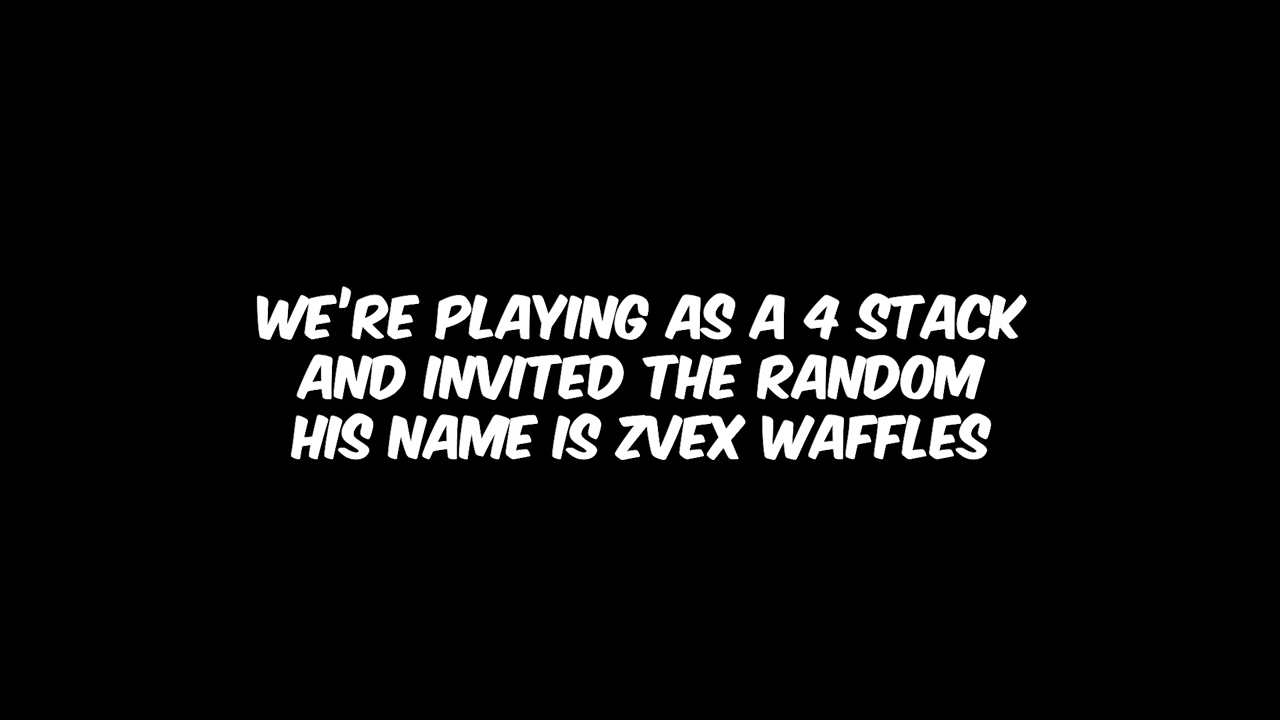 WE'RE PLAYING AS A 4 STACK
AND INVITED THE RANDOM
HIS NAME IS ZVEX WAFFLES